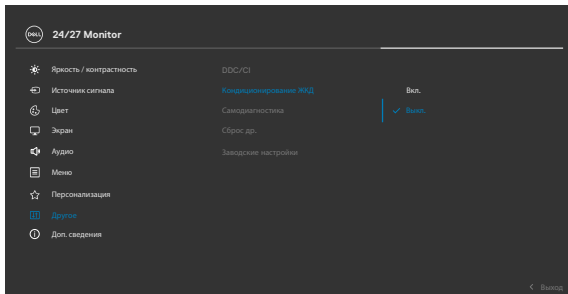 DELL 24/27 Monitor
Яркость / контрастность DDC/CI
Источник сигнала Кондиционирование ЖКД Вкл.
Цвет Самодиагностика Выкл.
Экран Сброс др.
Аудио Заводские настройки
Меню
Персонализация
Другое
Доп. сведения
Выход